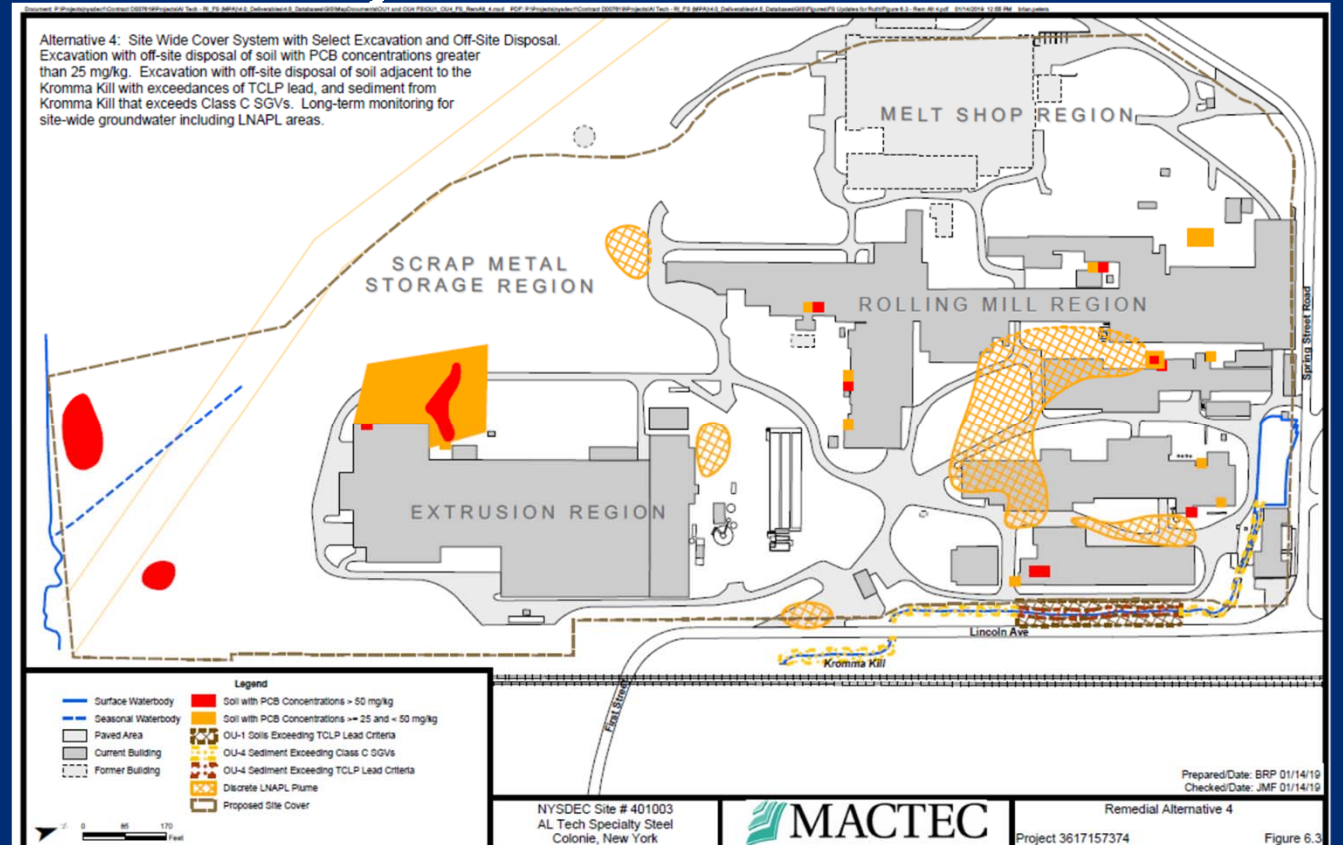 Alternative 4: Site Wide Cover System with Select Excavation and Off-Site Disposal.
Excavation with off-site disposal of soil with PCB concentrations greater
than 25 mg/kg. Excavation with off-site disposal of soil adjacent to the
Kromma Kill with exceedances of TCLP lead, and sediment from
Kromma Kill that exceeds Class C SGVs. Long-term monitoring for
site-wide groundwater including LNAPL areas.
MELT SHOP REGION
SCRAP METAL
STORAGE REGION
ROLLING MILL REGION
Spring Street Road
EXTRUSION REGION
Lincoln Ave
Kromma Kill
First Street
Legend
Surface Waterbody
Seasonal Waterbody
Paved Area
Current Building
Former Building
Soil with PCB Concentrations > 50 mg/kg
Soil with PCB Concentrations >= 25 and < 50 mg/kg
OU-1 Soils Exceeding TCLP Lead Criteria
OU-4 Sediment Exceeding Class C SGVs
OU-4 Sediment Exceeding TCLP Lead Criteria
Discrete LNAPL Plume
Proposed Site Cover
0 85 170
Feet
Prepared/Date: BRP 01/14/19
Checked/Date: JMF 01/14/19
NYSDEC Site # 401003
AL Tech Specialty Steel
Colonie, New York
MACTEC
Remedial Alternative 4
Project 3617157374
Figure 6.3